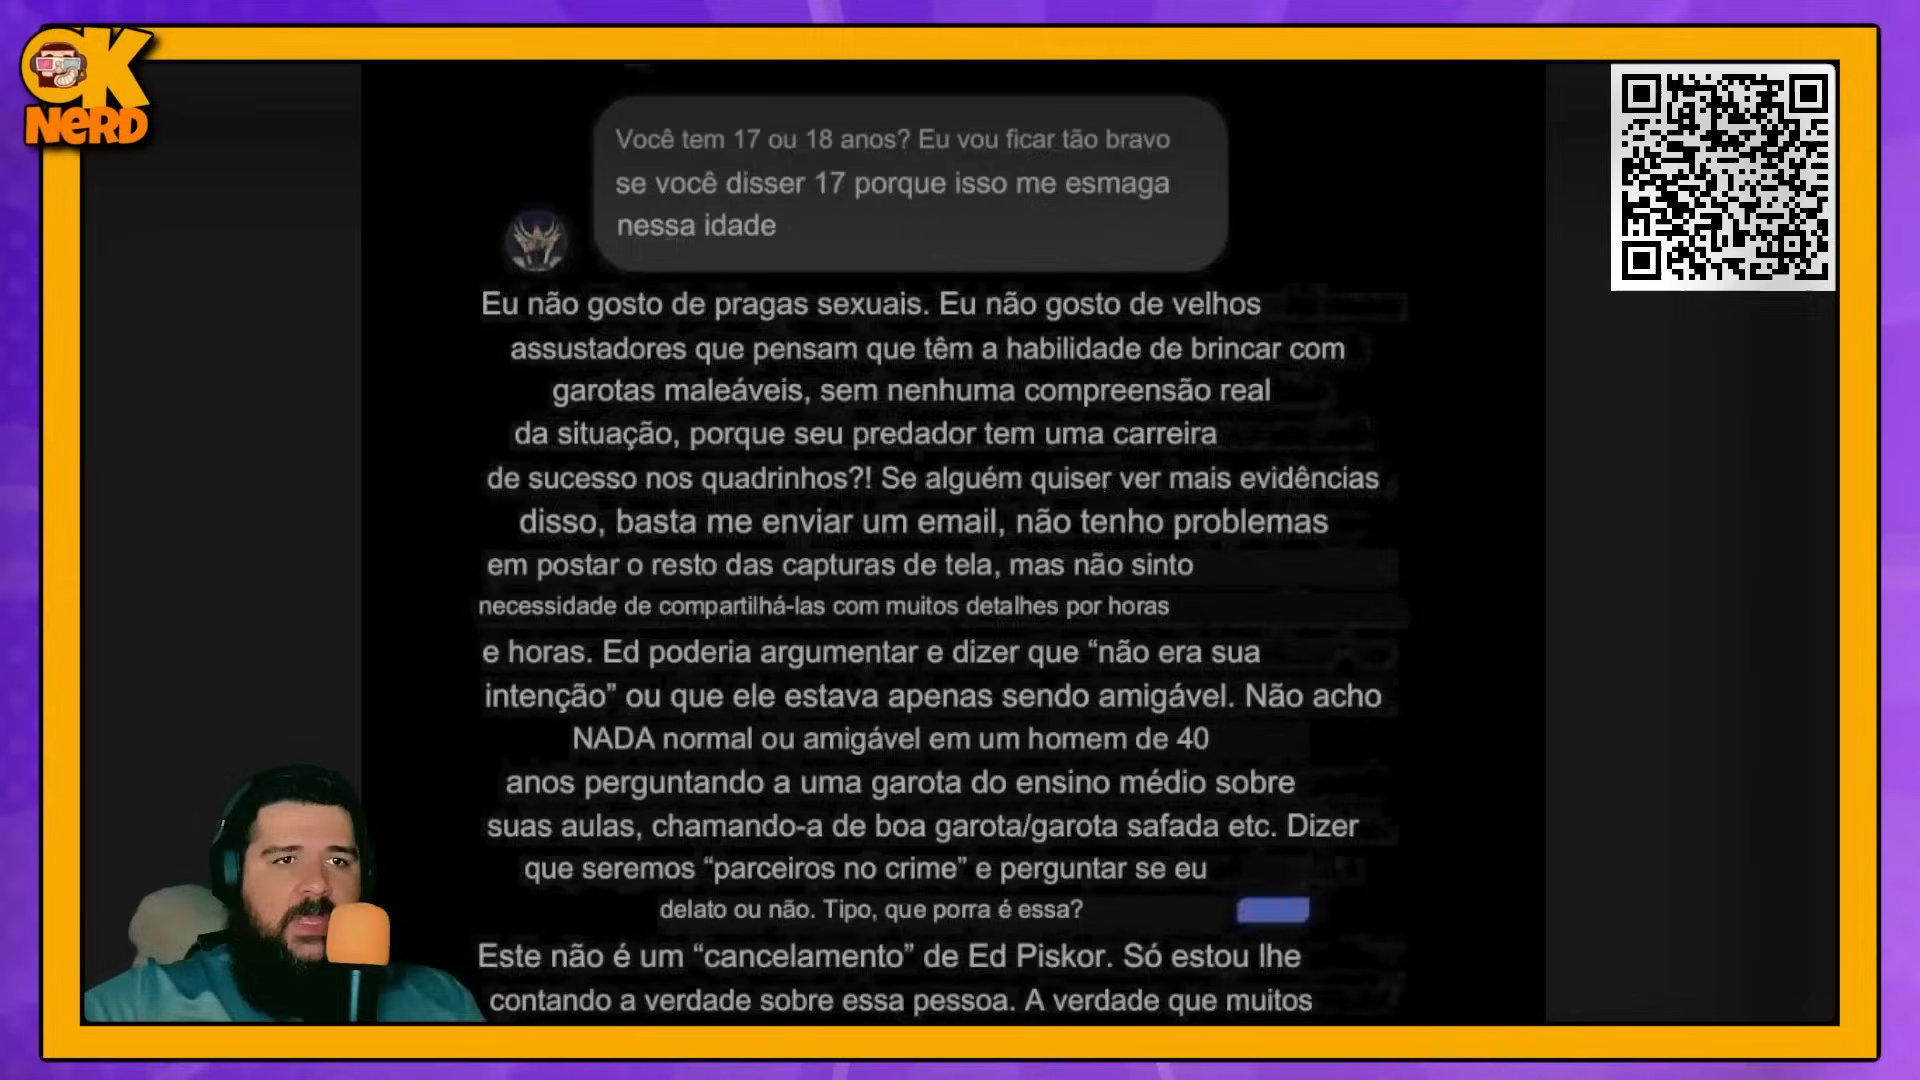 OK
NERD
Você tem 17 ou 18 anos? Eu vou ficar tão bravo
se você disser 17 porque isso me esmaga
nessa idade
Eu não gosto de pragas sexuais. Eu não gosto de velhos
assustadores que pensam que têm a habilidade de brincar com
garotas maleáveis, sem nenhuma compreensão real
da situação, porque seu predador tem uma carreira
de sucesso nos quadrinhos?! Se alguém quiser ver mais evidências
disso, basta me enviar um email, não tenho problemas
em postar o resto das capturas de tela, mas não sinto
necessidade de compartilhá-las com muitos detalhes por horas
e horas. Ed poderia argumentar e dizer que “não era sua
intenção” ou que ele estava apenas sendo amigável. Não acho
NADA normal ou amigável em um homem de 40
anos perguntando a uma garota do ensino médio sobre
suas aulas, chamando-a de boa garota/garota safada etc. Dizer
que seremos “parceiros no crime” e perguntar se eu
delato ou não. Tipo, que porra é essa?
Este não é um “cancelamento” de Ed Piskor. Só estou lhe
contando a verdade sobre essa pessoa. A verdade que muitos